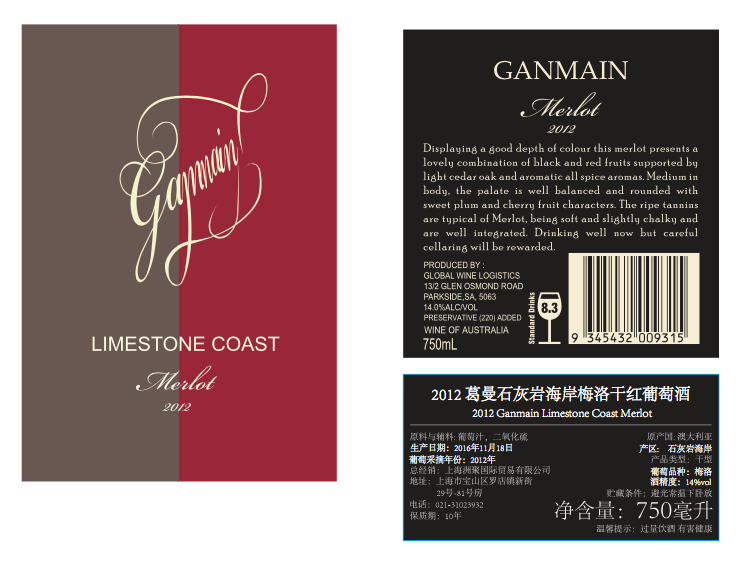 Ganmain
LIMESTONE COAST
Merlot
2012
GANMAIN
Merlot
2012
Displaying a good depth of colour this merlot presents a
lovely combination of black and red fruits supported by
light cedar oak and aromatic all spice aromas. Medium in
body, the palate is well balanced and rounded with
sweet plum and cherry fruit characters. The ripe tannins
are typical of Merlot, being soft and slightly chalky and
are well integrated. Drinking well now but careful
cellaring will be rewarded.
PRODUCED BY :
GLOBAL WINE LOGISTICS
13/2 GLEN OSMOND ROAD
PARKSIDE,SA, 5063
14.0%ALC/VOL
PRESERVATIVE (220) ADDED
WINE OF AUSTRALIA
750mL
Standard Drinks
8.3
9 345432 009315
2012 葛曼石灰岩海岸梅洛干红葡萄酒
2012 Ganmain Limestone Coast Merlot
原料与辅料: 葡萄汁, 二氧化硫
生产日期: 2016年11月18日
葡萄采摘年份: 2012年
总经销: 上海洲聚国际贸易有限公司
地址: 上海市宝山区罗店镇新街
29号-81号房
电话: 021-31023932
保质期: 10年
原产国: 澳大利亚
产区: 石灰岩海岸
产品类型: 干型
葡萄品种: 梅洛
酒精度: 14%vol
贮藏条件: 避光常温下卧放
净含量: 750毫升
温馨提示: 过量饮酒 有害健康